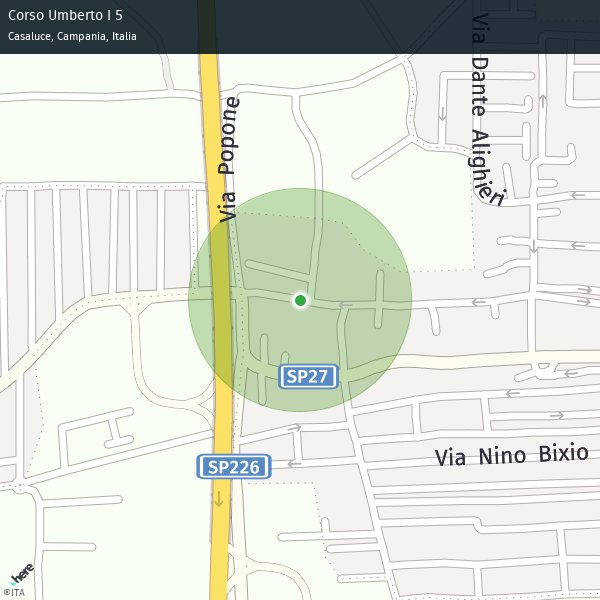 Corso Umberto I 5
Casaluce, Campania, Italia
Via Dante Alighieri
Via Popone
SP27
Via Nino Bixio
SP226
here
©ITA